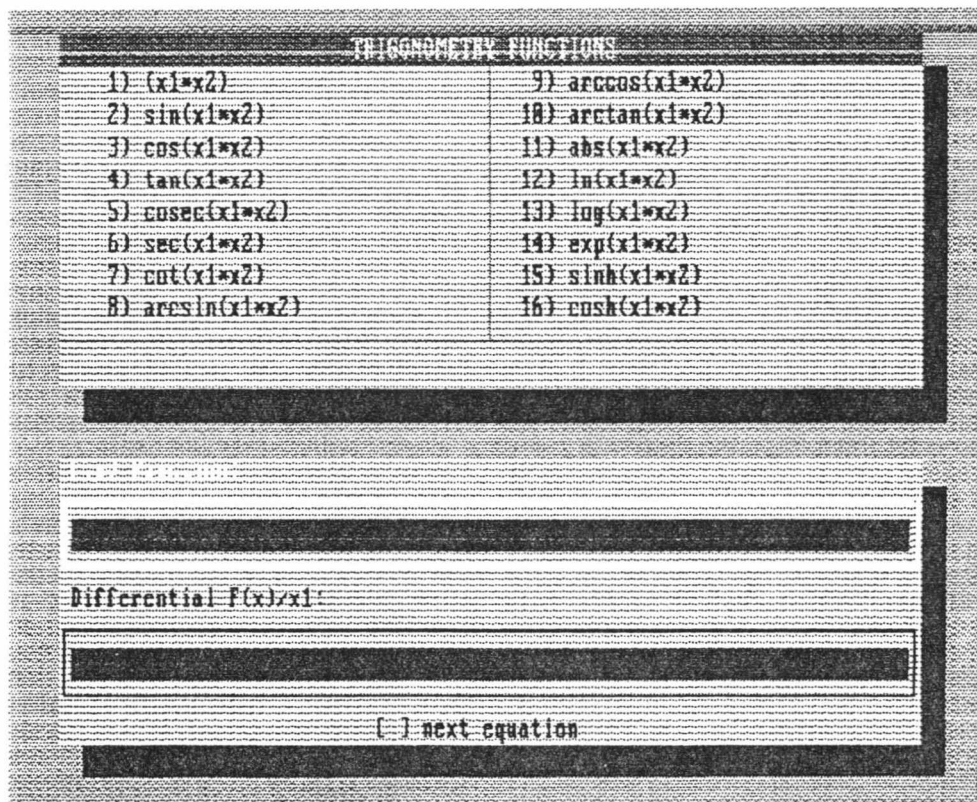 TRIGONOMETRY FUNCTIONS
1) (x1*x2)
2) sin(x1*x2)
3) cos(x1*x2)
4) tan(x1*x2)
5) cosec(x1*x2)
6) sec(x1*x2)
7) cot(x1*x2)
8) arcsin(x1*x2)
9) arccos(x1*x2)
10) arctan(x1*x2)
11) abs(x1*x2)
12) ln(x1*x2)
13) log(x1*x2)
14) exp(x1*x2)
15) sinh(x1*x2)
16) cosh(x1*x2)
Differential F(x)/x1:
[ ] next equation